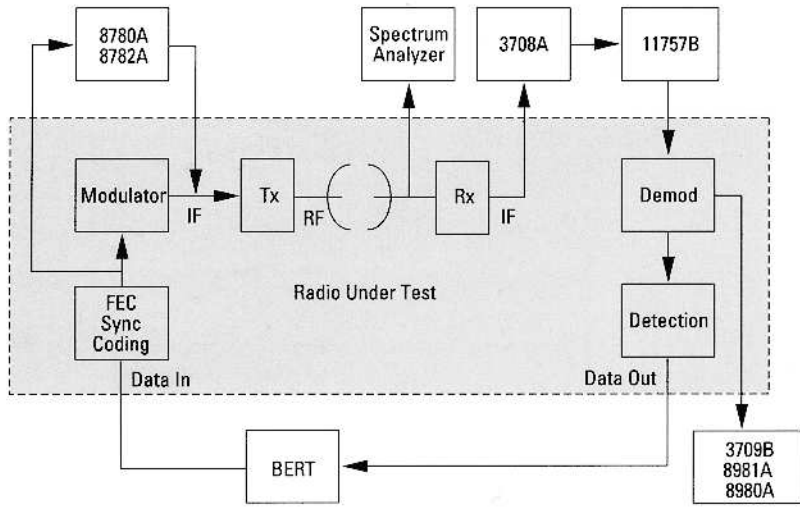 8780A
8782A
Spectrum
Analyzer
3708A
11757B
Modulator
IF
Tx
RF
Rx
IF
Demod
FEC
Sync
Coding
Radio Under Test
Detection
Data In
Data Out
BERT
3709B
8981A
8980A